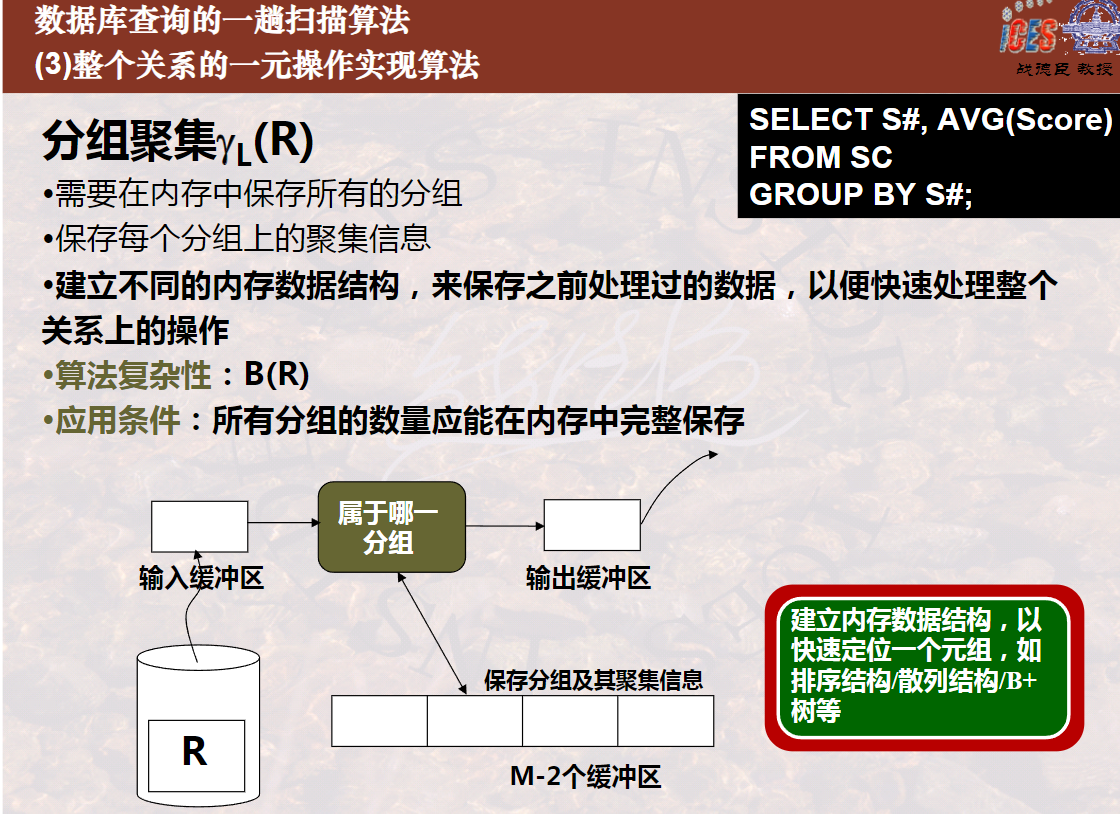 数据库查询的一趟扫描算法
(3)整个关系的一元操作实现算法
iCES
战德臣 教授
分组聚集γL(R)
SELECT S#, AVG(Score)
FROM SC
GROUP BY S#;
•需要在内存中保存所有的分组
•保存每个分组上的聚集信息
•建立不同的内存数据结构，来保存之前处理过的数据，以便快速处理整个
关系上的操作
•算法复杂性：B(R)
•应用条件：所有分组的数量应能在内存中完整保存
属于哪一
分组
输入缓冲区
输出缓冲区
保存分组及其聚集信息
R
M-2个缓冲区
建立内存数据结构，以
快速定位一个元组，如
排序结构/散列结构/B+
树等